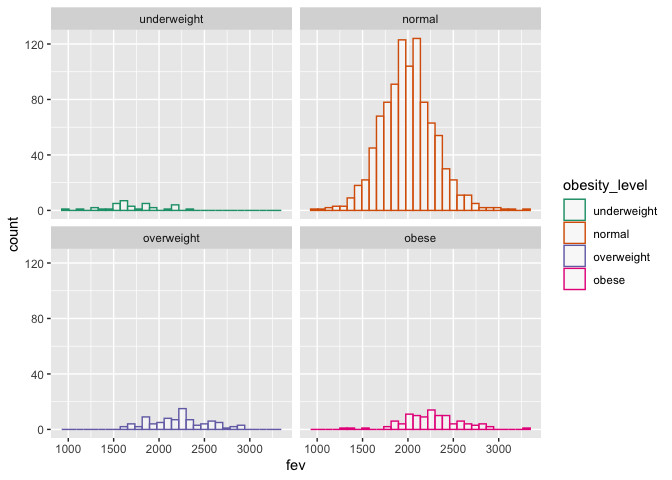 underweight normal
120
80
40
0
count
overweight obese
120
80
40
0
1000 1500 2000 2500 3000 1000 1500 2000 2500 3000
fev
obesity_level
underweight
normal
overweight
obese